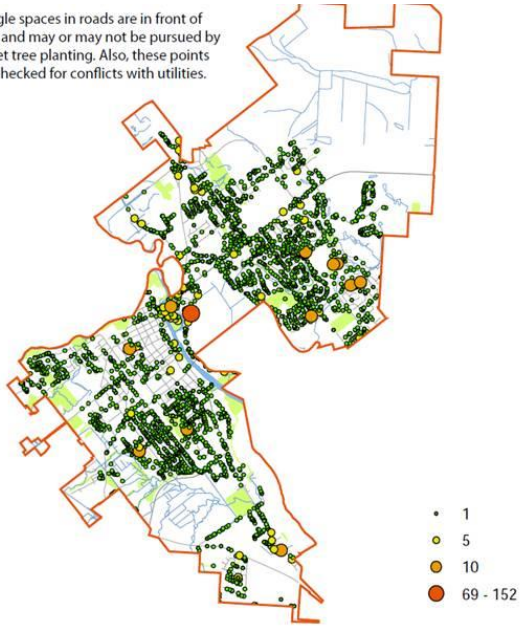 gle spaces in roads are in front of
and may or may not be pursued by
et tree planting. Also, these points
hecked for conflicts with utilities.
1
5
10
69 - 152